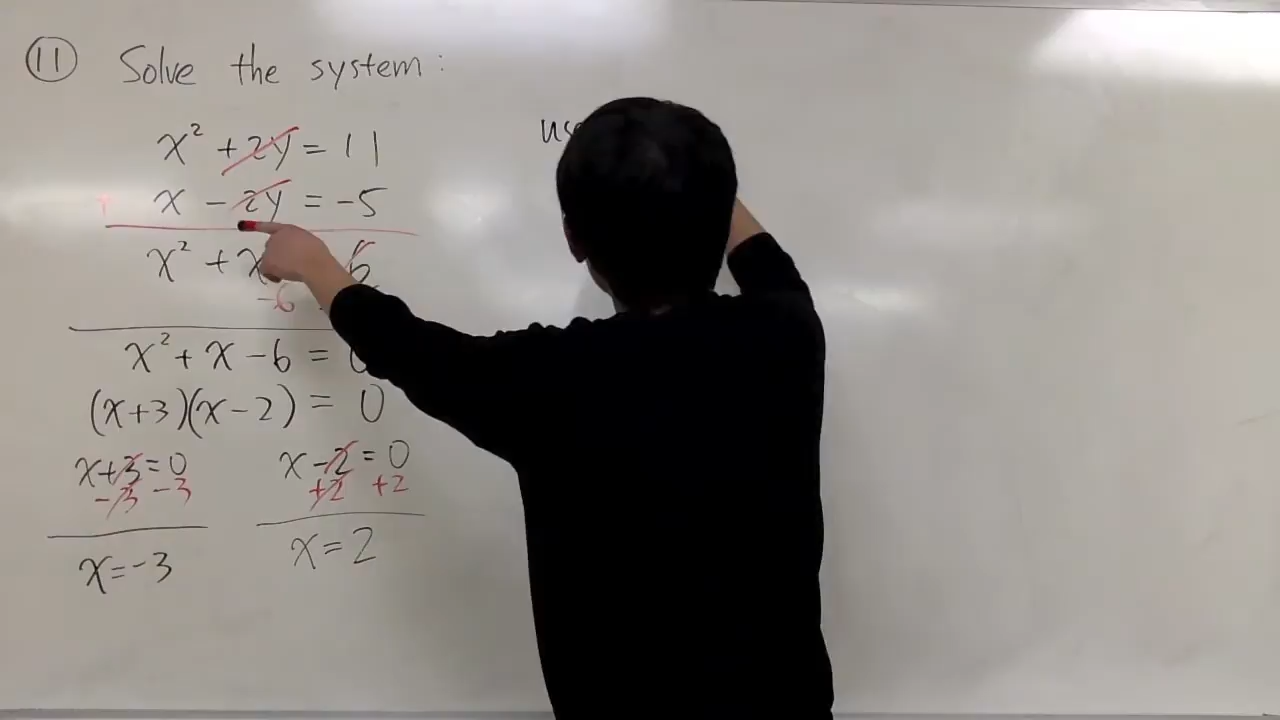 11 Solve the system:
x² + 2y = 11
x - 2y = -5
x² + x 6
-6
x² + x - 6 =
(x+3)(x-2) = 0
x+3=0 x-2=0
-3 -3 +2 +2
x=-3 x=2